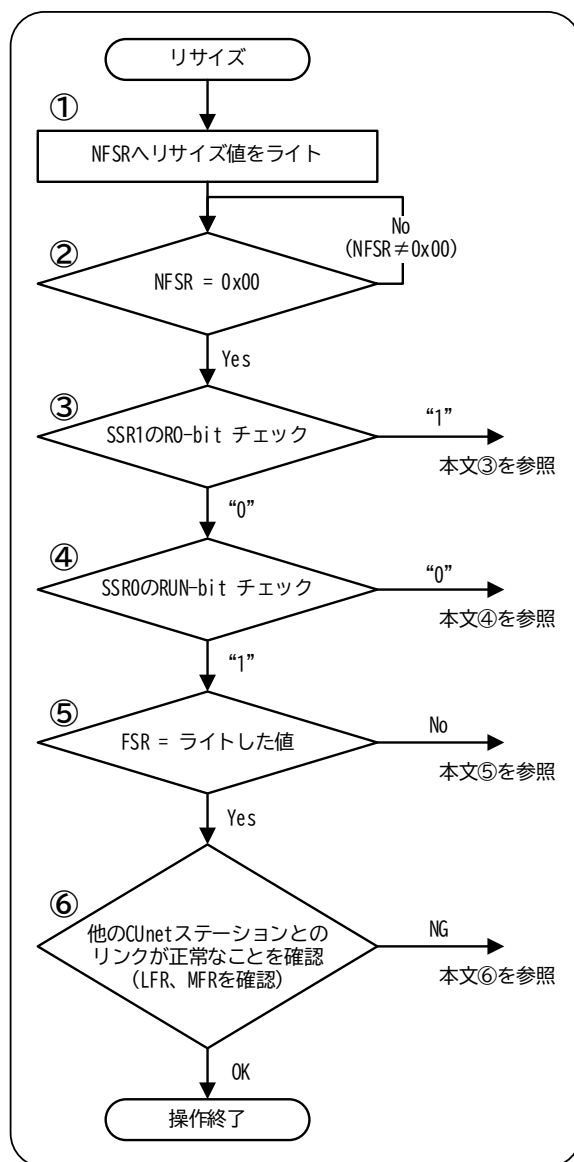 リサイズ
①
NFSRへリサイズ値をライト
No
(NFSR≠0x00)
②
NFSR = 0x00
Yes
③
SSR1のRO-bit チェック
“1”
本文③を参照
“0”
④
SSR0のRUN-bit チェック
“0”
本文④を参照
“1”
⑤
FSR = ライトした値
No
本文⑤を参照
Yes
⑥
他のCUnetステーションとの
リンクが正常なことを確認
(LFR、MFRを確認)
NG
本文⑥を参照
OK
操作終了